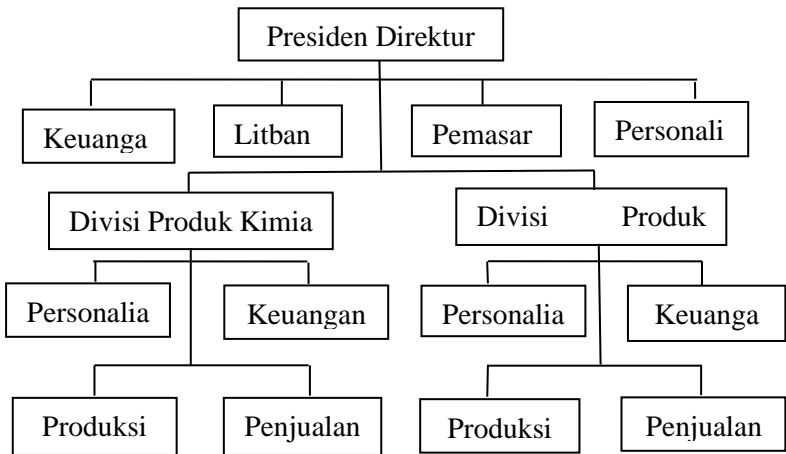 Presiden Direktur
Keuanga
Litban
Pemasar
Personali
Divisi Produk Kimia
Divisi Produk
Personalia
Keuangan
Personalia
Keuanga
Produksi
Penjualan
Produksi
Penjualan